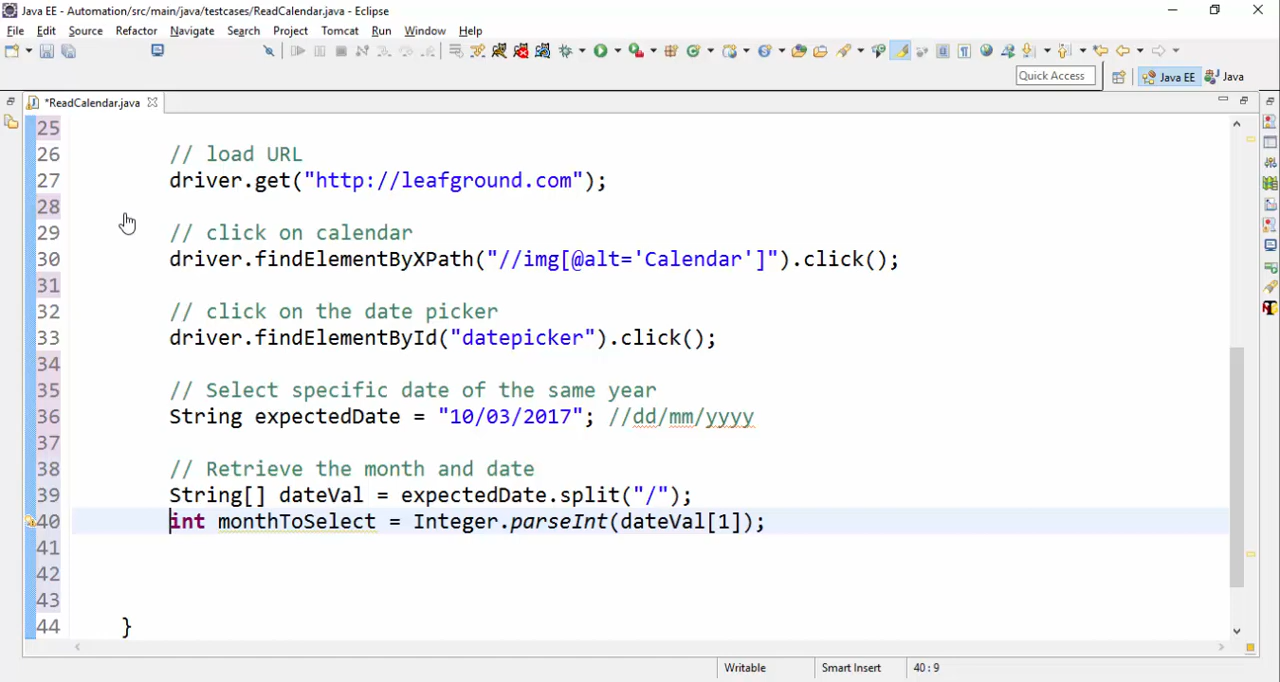 Java EE - Automation/src/main/java/testcases/ReadCalendar.java - Eclipse
File Edit Source Refactor Navigate Search Project Tomcat Run Window Help
Quick Access Java EE Java
*ReadCalendar.java
25
26 // load URL
27 driver.get("http://leafground.com");
28
29 // click on calendar
30 driver.findElementByXPath("//img[@alt='Calendar']").click();
31
32 // click on the date picker
33 driver.findElementById("datepicker").click();
34
35 // Select specific date of the same year
36 String expectedDate = "10/03/2017"; //dd/mm/yyyy
37
38 // Retrieve the month and date
39 String[] dateVal = expectedDate.split("/");
40 int monthToSelect = Integer.parseInt(dateVal[1]);
41
42
43
44 }
Writable Smart Insert 40 : 9